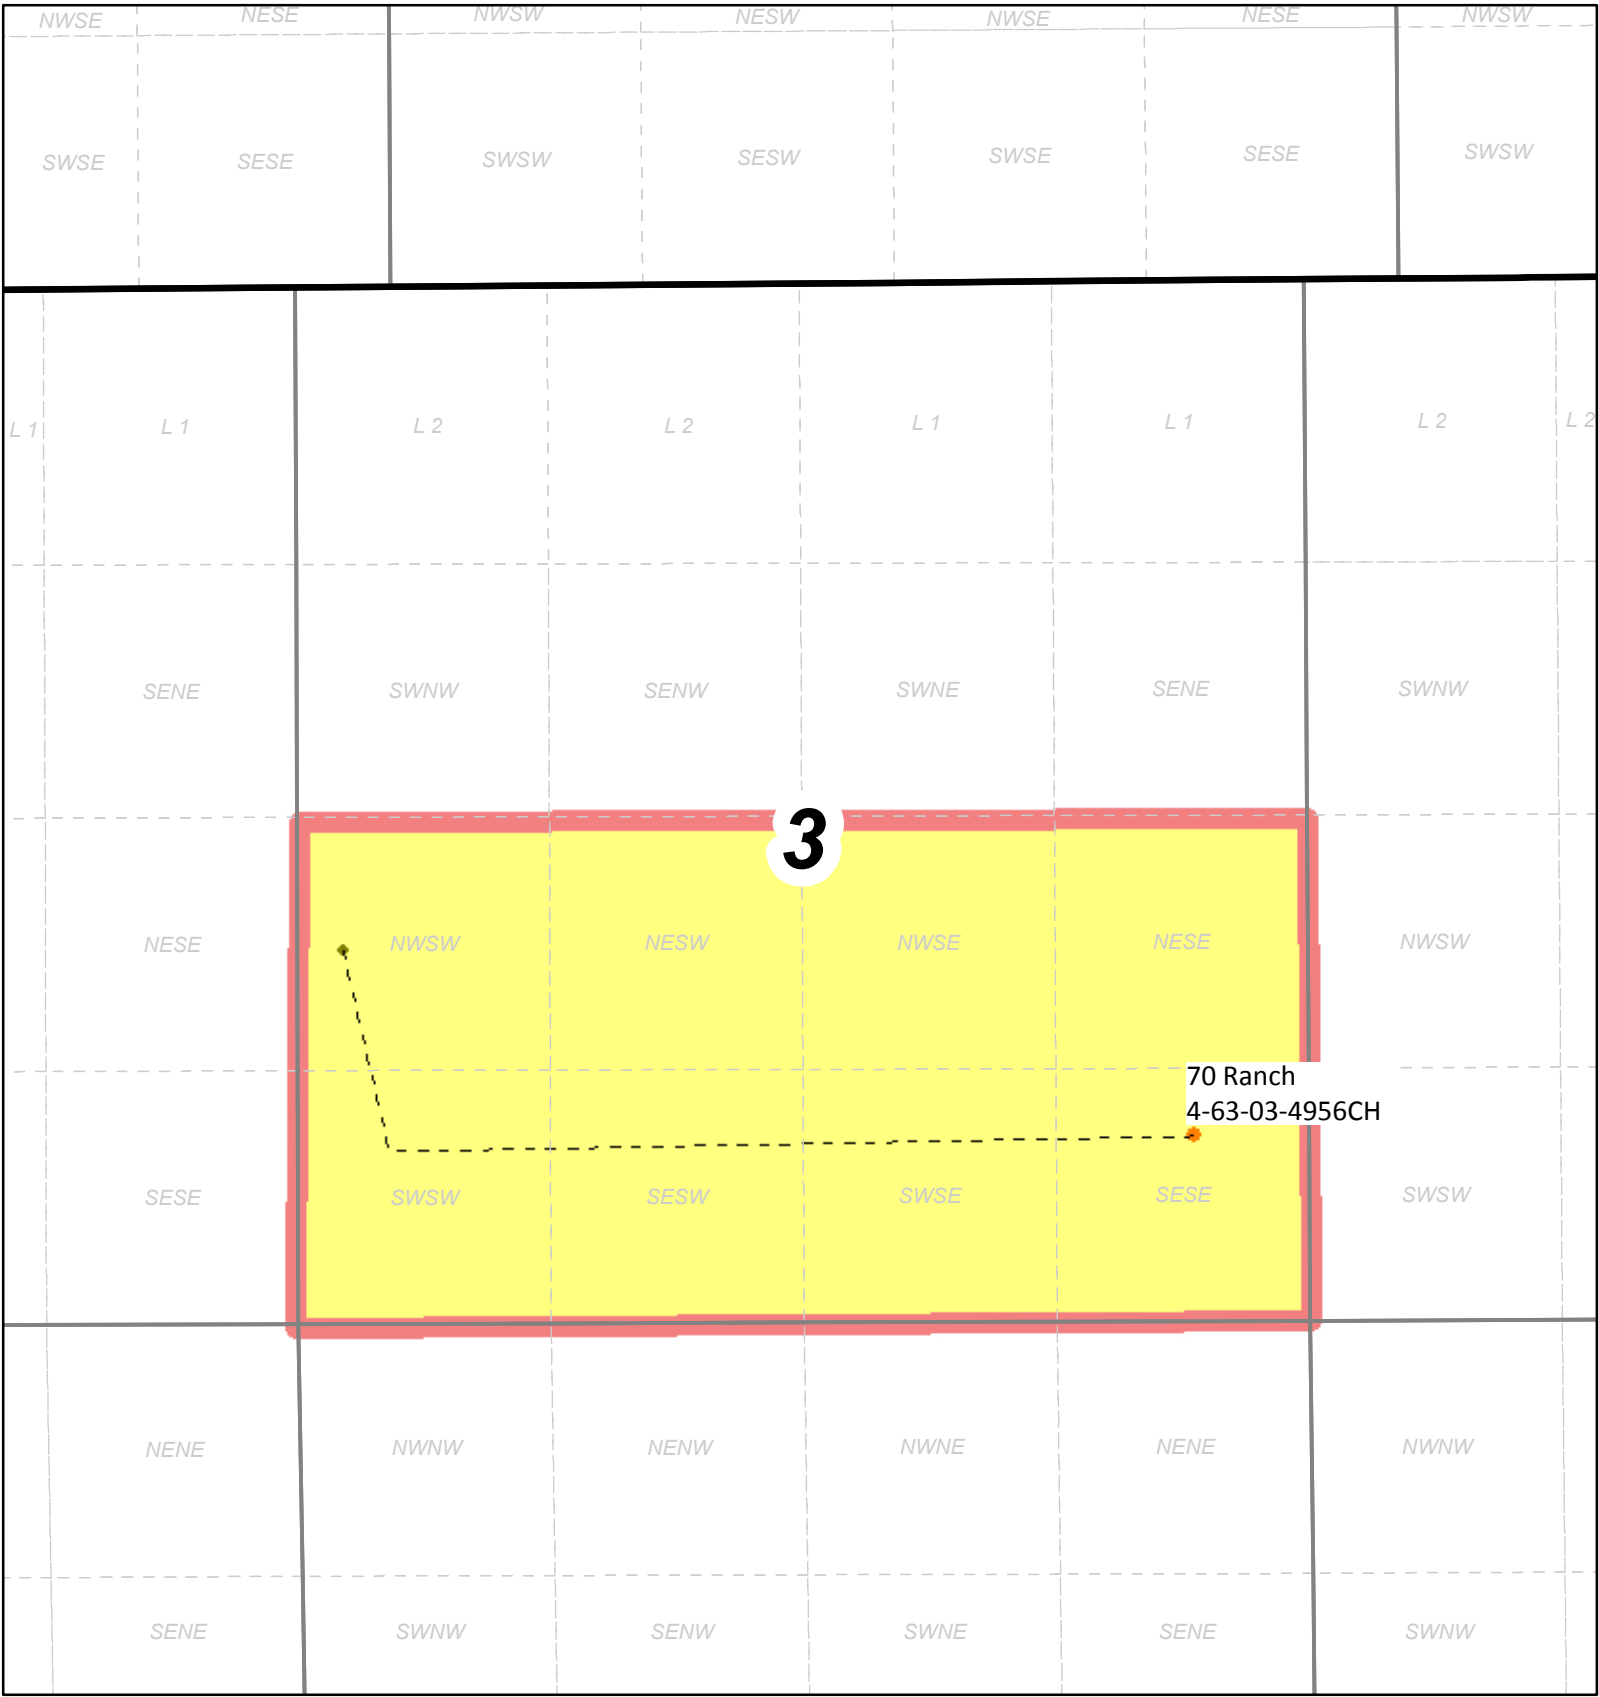 NWSE NESE NWSW NESW NWSE NESE NWSW
SWSE SESE SWSW SESW SWSE SESE SWSW
L 1 L 1 L 2 L 2 L 1 L 1 L 2 L 2
SENE SWNW SENW SWNE SENE SWNW
3
NESE NWSW NESW NWSE NESE NWSW
70 Ranch
4-63-03-4956CH
SESE SWSW SESW SWSE SESE SWSW
NENE NWNW NENW NWNE NENE NWNW
SENE SWNW SENW SWNE SENE SWNW